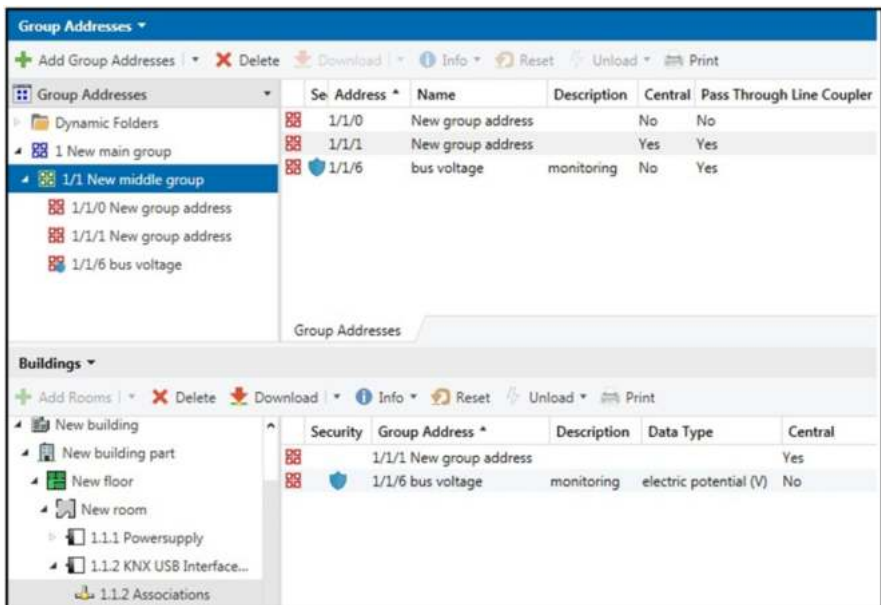 Group Addresses
Add Group Addresses Delete Download Info Reset Unload Print
Group Addresses
Dynamic Folders
1 New main group
1/1 New middle group
1/1/0 New group address
1/1/1 New group address
1/1/6 bus voltage
Se Address Name Description Central Pass Through Line Coupler
1/1/0 New group address No No
1/1/1 New group address Yes Yes
1/1/6 bus voltage monitoring No Yes
Group Addresses
Buildings
Add Rooms Delete Download Info Reset Unload Print
New building
New building part
New floor
New room
1.1.1 Powersupply
1.1.2 KNX USB Interface...
1.1.2 Associations
Security Group Address Description Data Type Central
1/1/1 New group address Yes
1/1/6 bus voltage monitoring electric potential (V) No